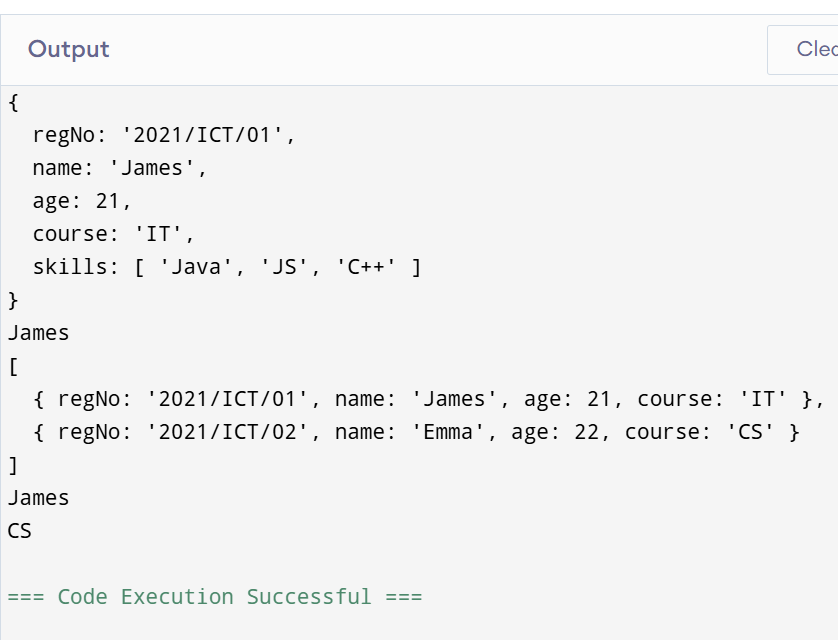 Output
Clea
{
  regNo: '2021/ICT/01',
  name: 'James',
  age: 21,
  course: 'IT',
  skills: [ 'Java', 'JS', 'C++' ]
}
James
[
  { regNo: '2021/ICT/01', name: 'James', age: 21, course: 'IT' },
  { regNo: '2021/ICT/02', name: 'Emma', age: 22, course: 'CS' }
]
James
CS
=== Code Execution Successful ===